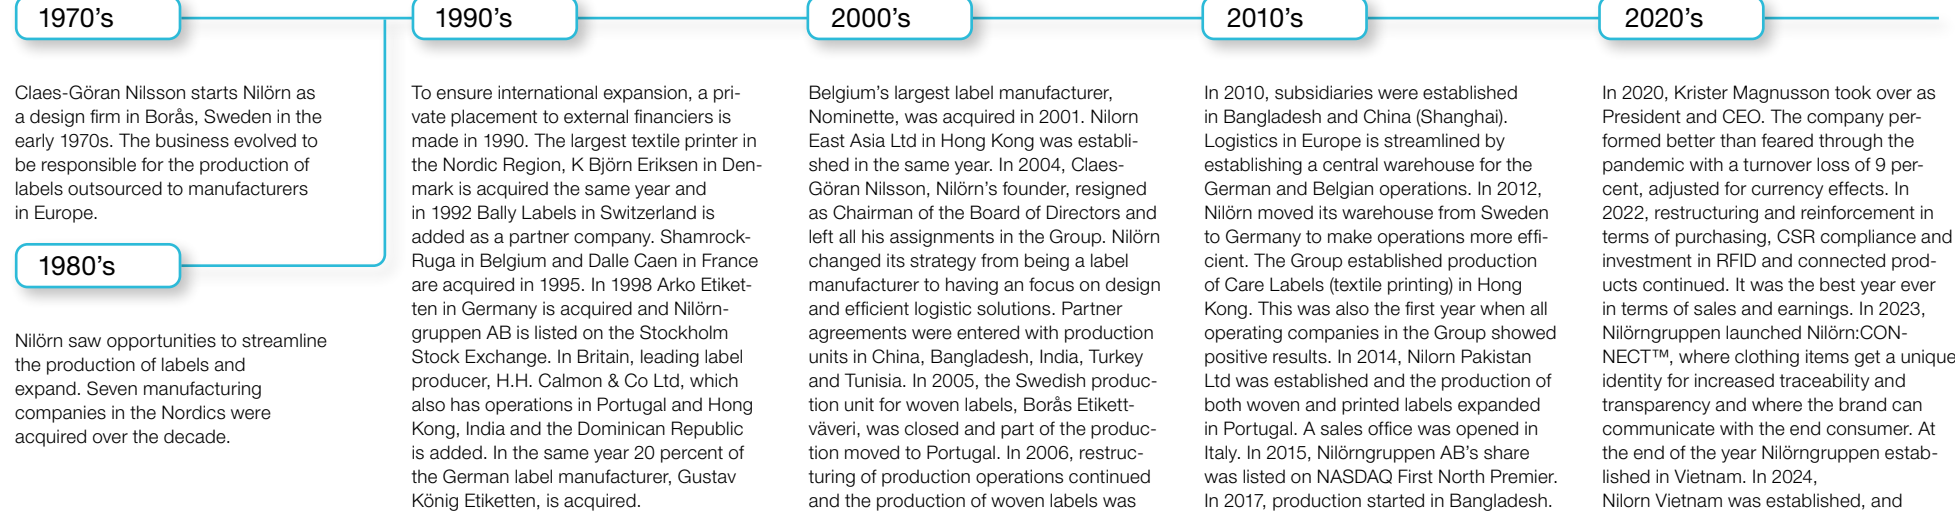 1970's
Claes-Göran Nilsson starts Nilörn as
a design firm in Borås, Sweden in the
early 1970s. The business evolved to
be responsible for the production of
labels outsourced to manufacturers
in Europe.
1980's
Nilörn saw opportunities to streamline
the production of labels and
expand. Seven manufacturing
companies in the Nordics were
acquired over the decade.
1990's
To ensure international expansion, a pri-
vate placement to external financiers is
made in 1990. The largest textile printer in
the Nordic Region, K Björn Eriksen in Den-
mark is acquired the same year and
in 1992 Bally Labels in Switzerland is
added as a partner company. Shamrock-
Ruga in Belgium and Dalle Caen in France
are acquired in 1995. In 1998 Arko Etiket-
ten in Germany is acquired and Nilörn-
gruppen AB is listed on the Stockholm
Stock Exchange. In Britain, leading label
producer, H.H. Calmon & Co Ltd, which
also has operations in Portugal and Hong
Kong, India and the Dominican Republic
is added. In the same year 20 percent of
the German label manufacturer, Gustav
König Etiketten, is acquired.
2000's
Belgium's largest label manufacturer,
Nominette, was acquired in 2001. Nilorn
East Asia Ltd in Hong Kong was establi-
shed in the same year. In 2004, Claes-
Göran Nilsson, Nilörn's founder, resigned
as Chairman of the Board of Directors and
left all his assignments in the Group. Nilörn
changed its strategy from being a label
manufacturer to having an focus on design
and efficient logistic solutions. Partner
agreements were entered with production
units in China, Bangladesh, India, Turkey
and Tunisia. In 2005, the Swedish produc-
tion unit for woven labels, Borås Etikett-
väveri, was closed and part of the produc-
tion moved to Portugal. In 2006, restruc-
turing of production operations continued
and the production of woven labels was
2010's
In 2010, subsidiaries were established
in Bangladesh and China (Shanghai).
Logistics in Europe is streamlined by
establishing a central warehouse for the
German and Belgian operations. In 2012,
Nilörn moved its warehouse from Sweden
to Germany to make operations more effi-
cient. The Group established production
of Care Labels (textile printing) in Hong
Kong. This was also the first year when all
operating companies in the Group showed
positive results. In 2014, Nilorn Pakistan
Ltd was established and the production of
both woven and printed labels expanded
in Portugal. A sales office was opened in
Italy. In 2015, Nilörngruppen AB's share
was listed on NASDAQ First North Premier.
In 2017, production started in Bangladesh.
2020's
In 2020, Krister Magnusson took over as
President and CEO. The company per-
formed better than feared through the
pandemic with a turnover loss of 9 per-
cent, adjusted for currency effects. In
2022, restructuring and reinforcement in
terms of purchasing, CSR compliance and
investment in RFID and connected prod-
ucts continued. It was the best year ever
in terms of sales and earnings. In 2023,
Nilörngruppen launched Nilörn:CON-
NECT™, where clothing items get a unique
identity for increased traceability and
transparency and where the brand can
communicate with the end consumer. At
the end of the year Nilörngruppen estab-
lished in Vietnam. In 2024,
Nilorn Vietnam was established, and